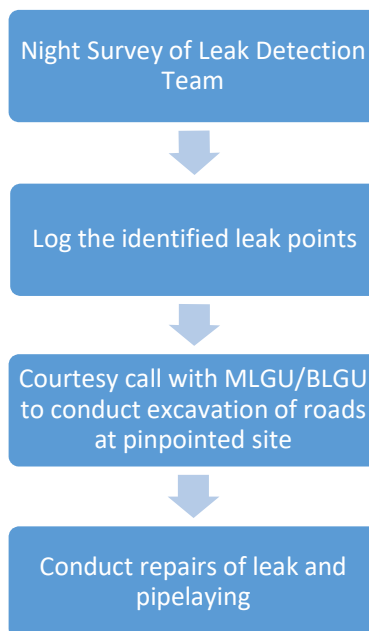 Night Survey of Leak Detection
Team
Log the identified leak points
Courtesy call with MLGU/BLGU
to conduct excavation of roads
at pinpointed site
Conduct repairs of leak and
pipelaying